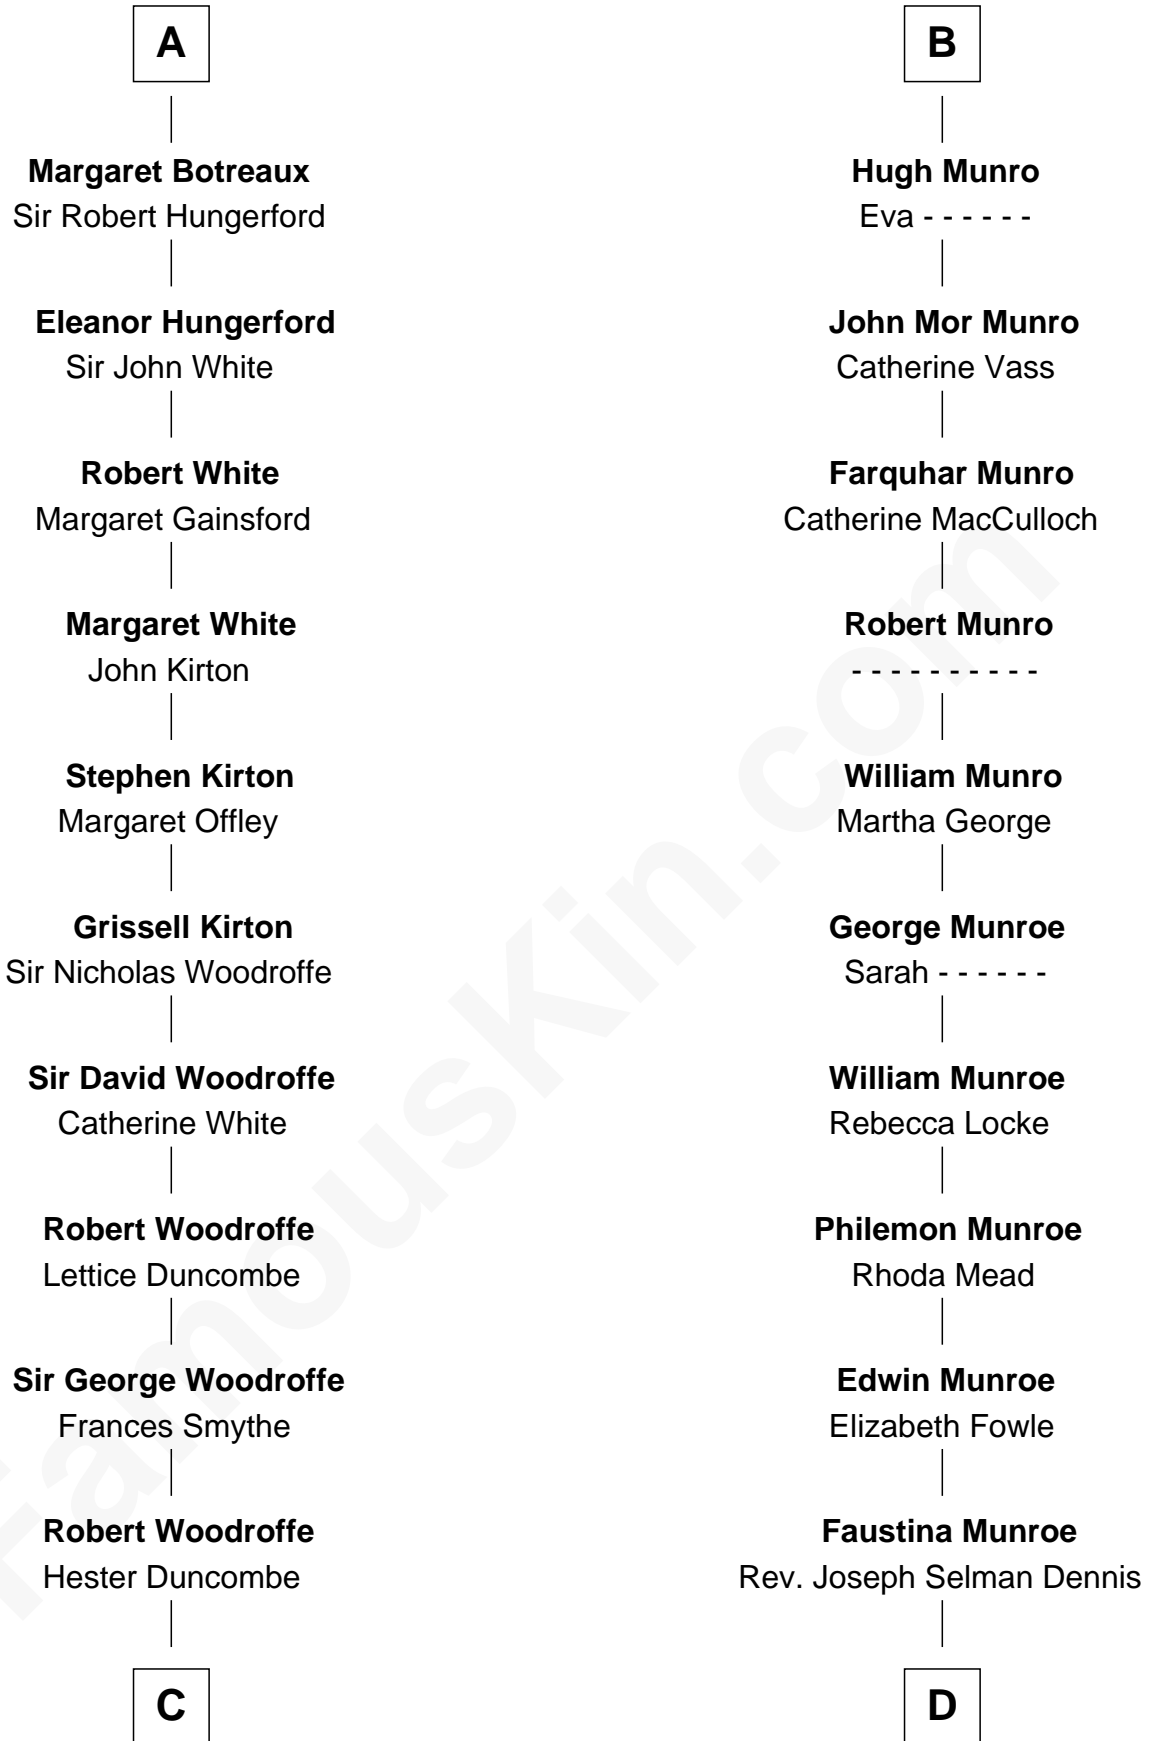 A
Margaret Botreaux
Sir Robert Hungerford
Eleanor Hungerford
Sir John White
Robert White
Margaret Gainsford
Margaret White
John Kirton
Stephen Kirton
Margaret Offley
Grissell Kirton
Sir Nicholas Woodroffe
Sir David Woodroffe
Catherine White
Robert Woodroffe
Lettice Duncombe
Sir George Woodroffe
Frances Smythe
Robert Woodroffe
Hester Duncombe
C
B
Hugh Munro
Eva - - - - - -
John Mor Munro
Catherine Vass
Farquhar Munro
Catherine MacCulloch
Robert Munro
- - - - - - - - - -
William Munro
Martha George
George Munroe
Sarah - - - - - -
William Munroe
Rebecca Locke
Philemon Munroe
Rhoda Mead
Edwin Munroe
Elizabeth Fowle
Faustina Munroe
Rev. Joseph Selman Dennis
D
FamousKin.com